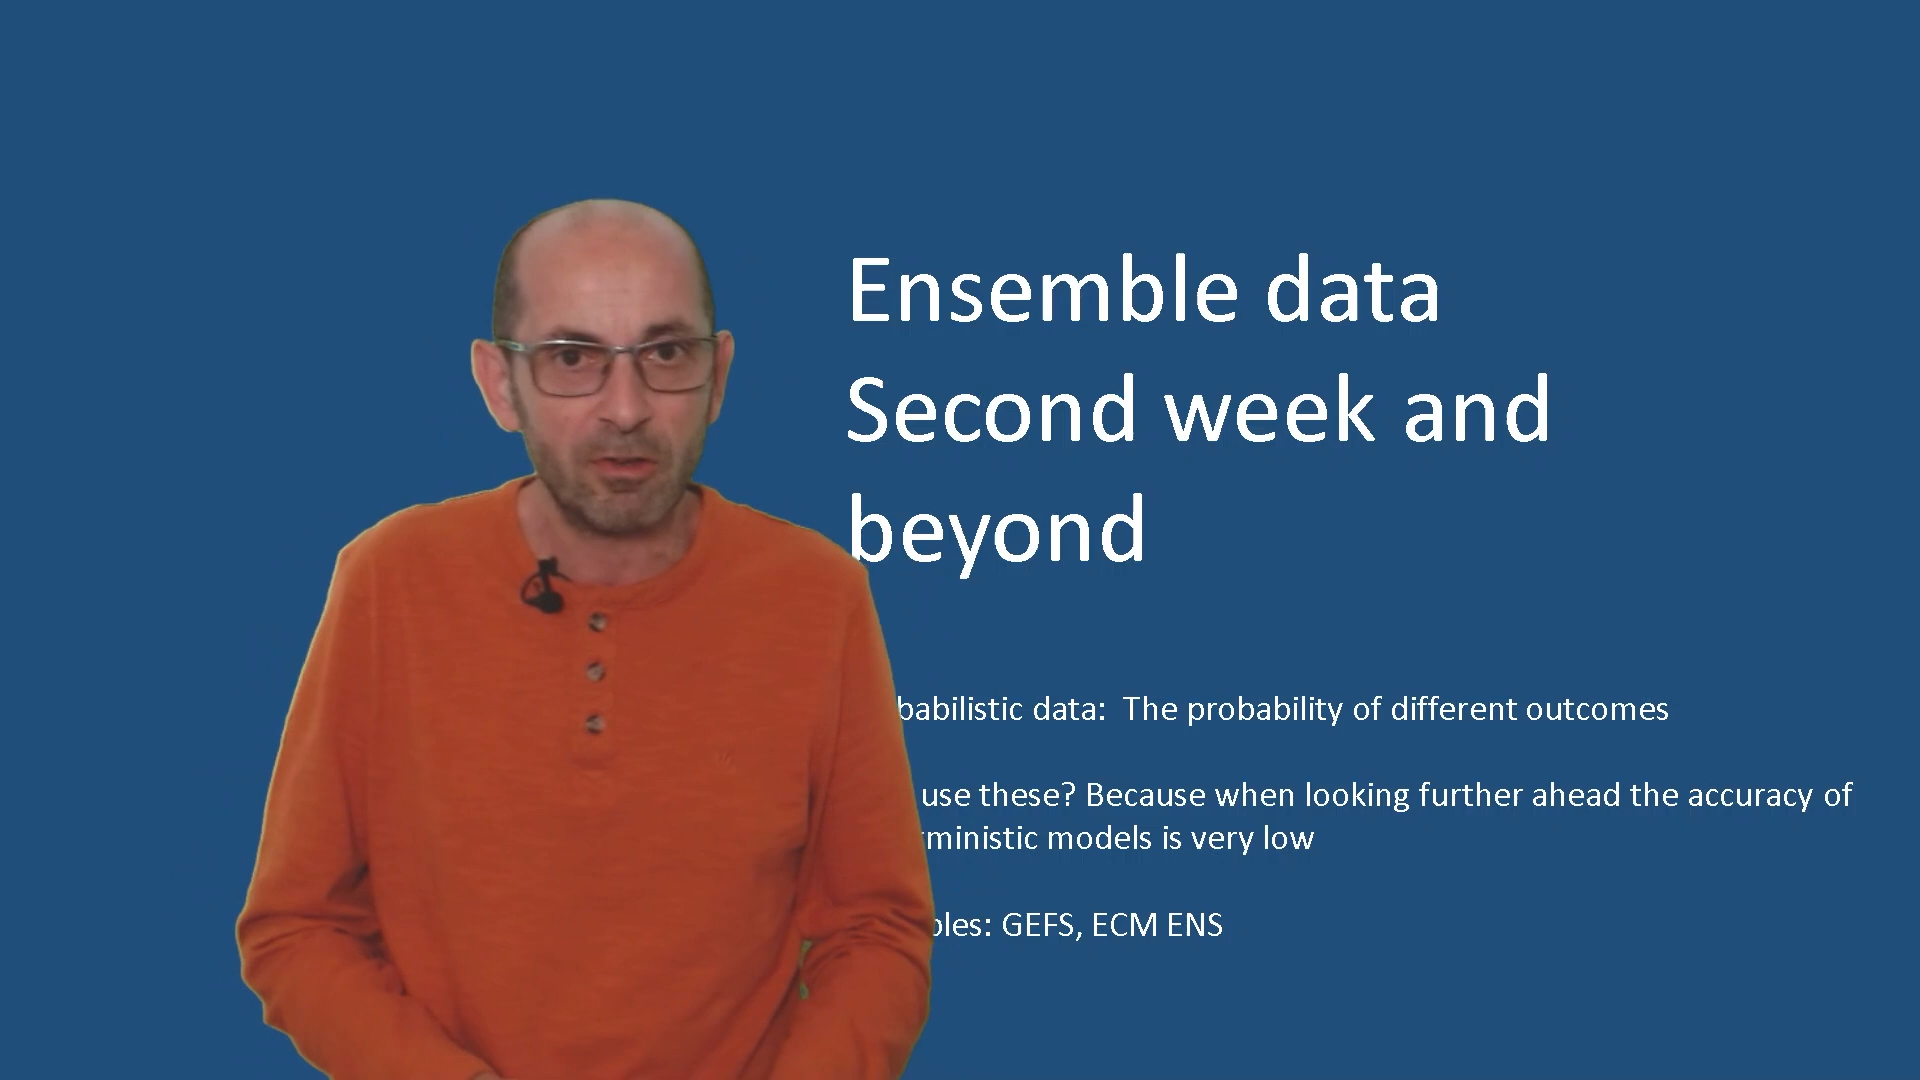 Ensemble data
Second week and
beyond
babilistic data:  The probability of different outcomes
use these? Because when looking further ahead the accuracy of
ministic models is very low
ples: GEFS, ECM ENS